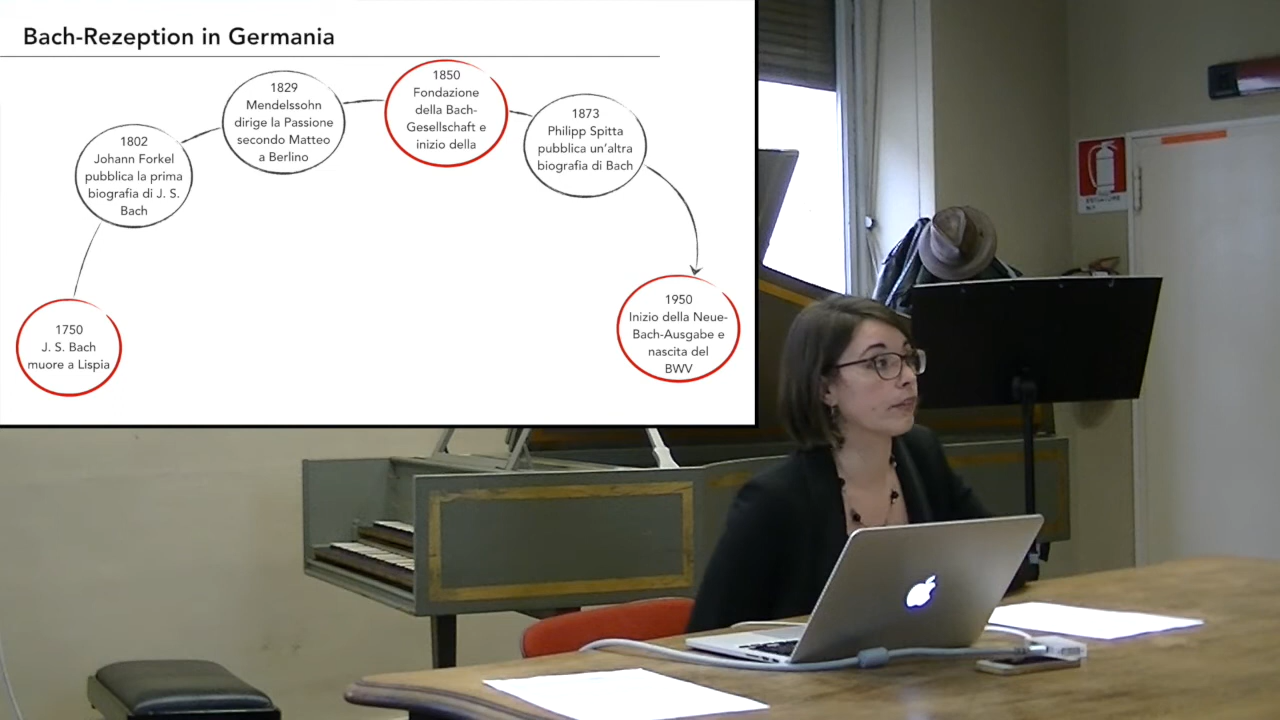 Bach-Rezeption in Germania
1750
J. S. Bach
muore a Lispia
1802
Johann Forkel
pubblica la prima
biografia di J. S.
Bach
1829
Mendelssohn
dirige la Passione
secondo Matteo
a Berlino
1850
Fondazione
della Bach-
Gesellschaft e
inizio della
1873
Philipp Spitta
pubblica un'altra
biografia di Bach
1950
Inizio della Neue-
Bach-Ausgabe e
nascita del
BWV
ESTINTORE